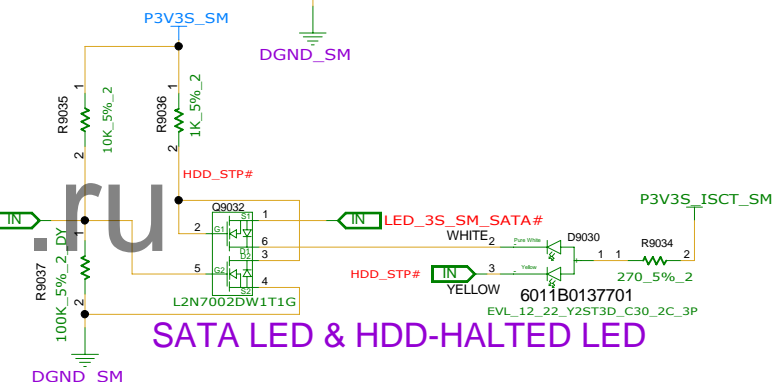 P3V3S_SM
DGND_SM
R9035
1
10K_5%_2
2
R9036
1
1K_5%_2
2
HDD_STP#
.ru
IN
Q9032
2
G1
S1
1
D1
6
D2
3
5
G2
S2
4
L2N7002DW1T1G
IN
LED_3S_SM_SATA#
WHITE
2
Pure White
D9030
P3V3S_ISCT_SM
HDD_STP#
IN
3
Yellow
YELLOW
1
1
R9034
2
270_5%_2
6011B0137701
EVL_12_22_Y2ST3D_C30_2C_3P
R9037
1
100K_5%_2_DY
2
SATA LED & HDD-HALTED LED
DGND_SM